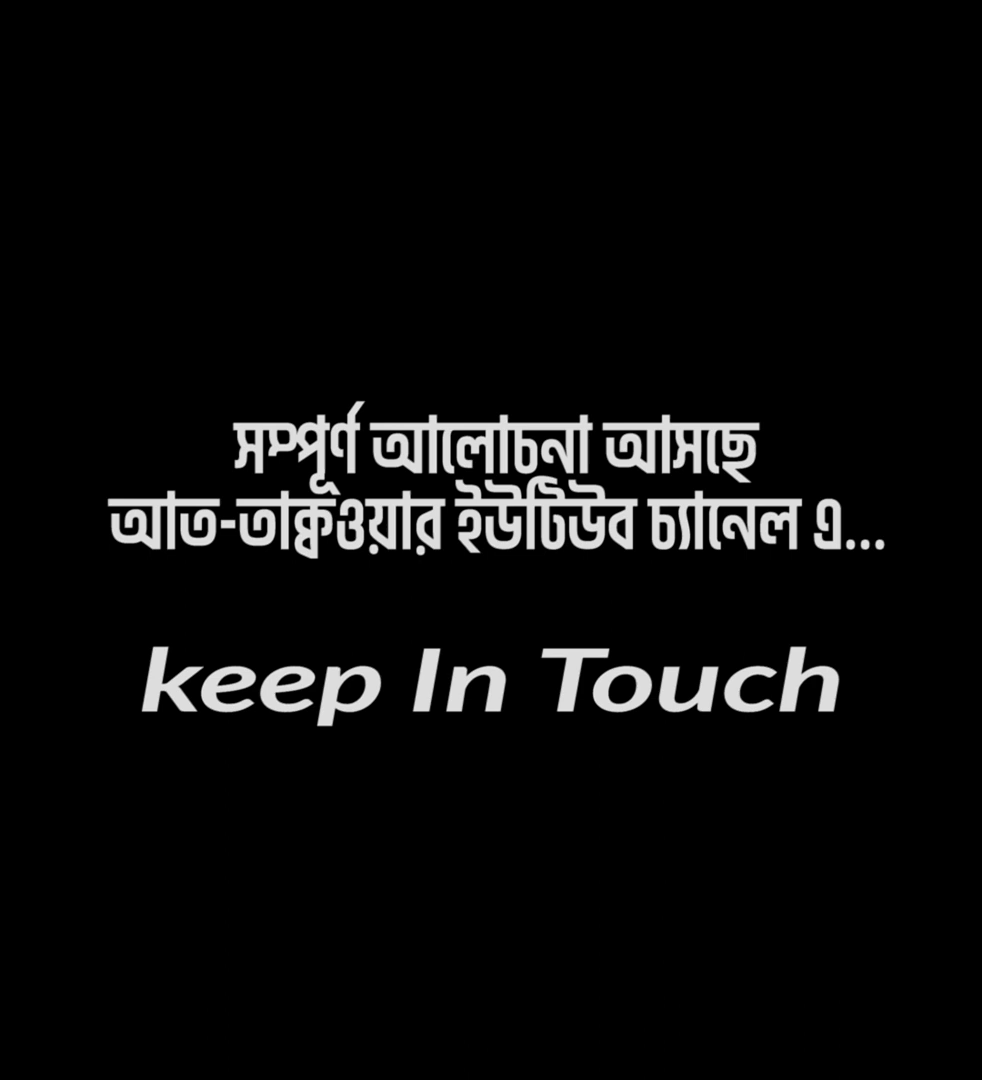 সম্পূর্ণ আলোচনা আসছে
আত-তাক্বওয়ার ইউটিউব চ্যানেল এ...
keep In Touch